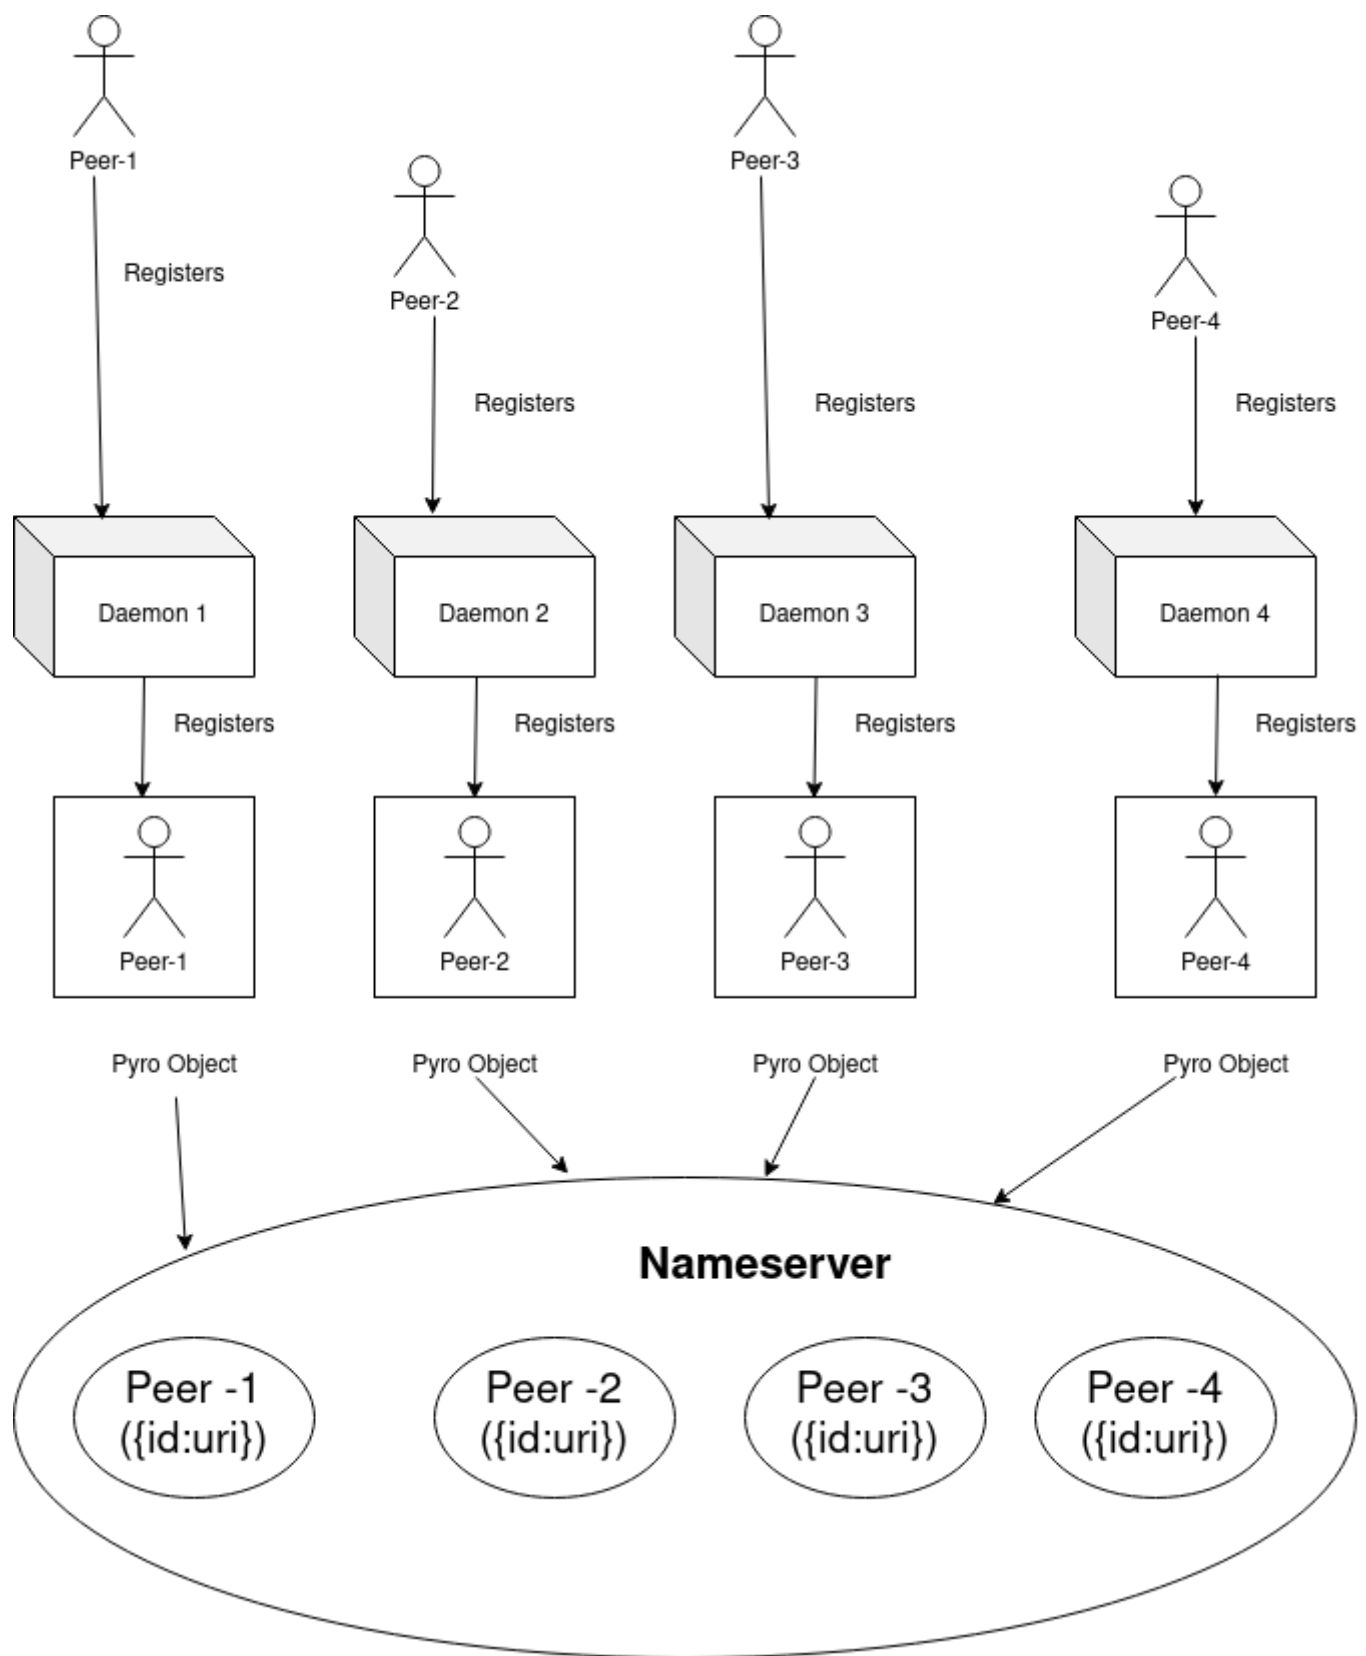 Peer-1
Peer-3
Registers
Peer-2
Peer-4
Registers
Registers
Registers
Daemon 1
Daemon 2
Daemon 3
Daemon 4
Registers
Registers
Registers
Registers
Peer-1
Peer-2
Peer-3
Peer-4
Pyro Object
Pyro Object
Pyro Object
Pyro Object
Nameserver
Peer -1
({id:uri})
Peer -2
({id:uri})
Peer -3
({id:uri})
Peer -4
({id:uri})